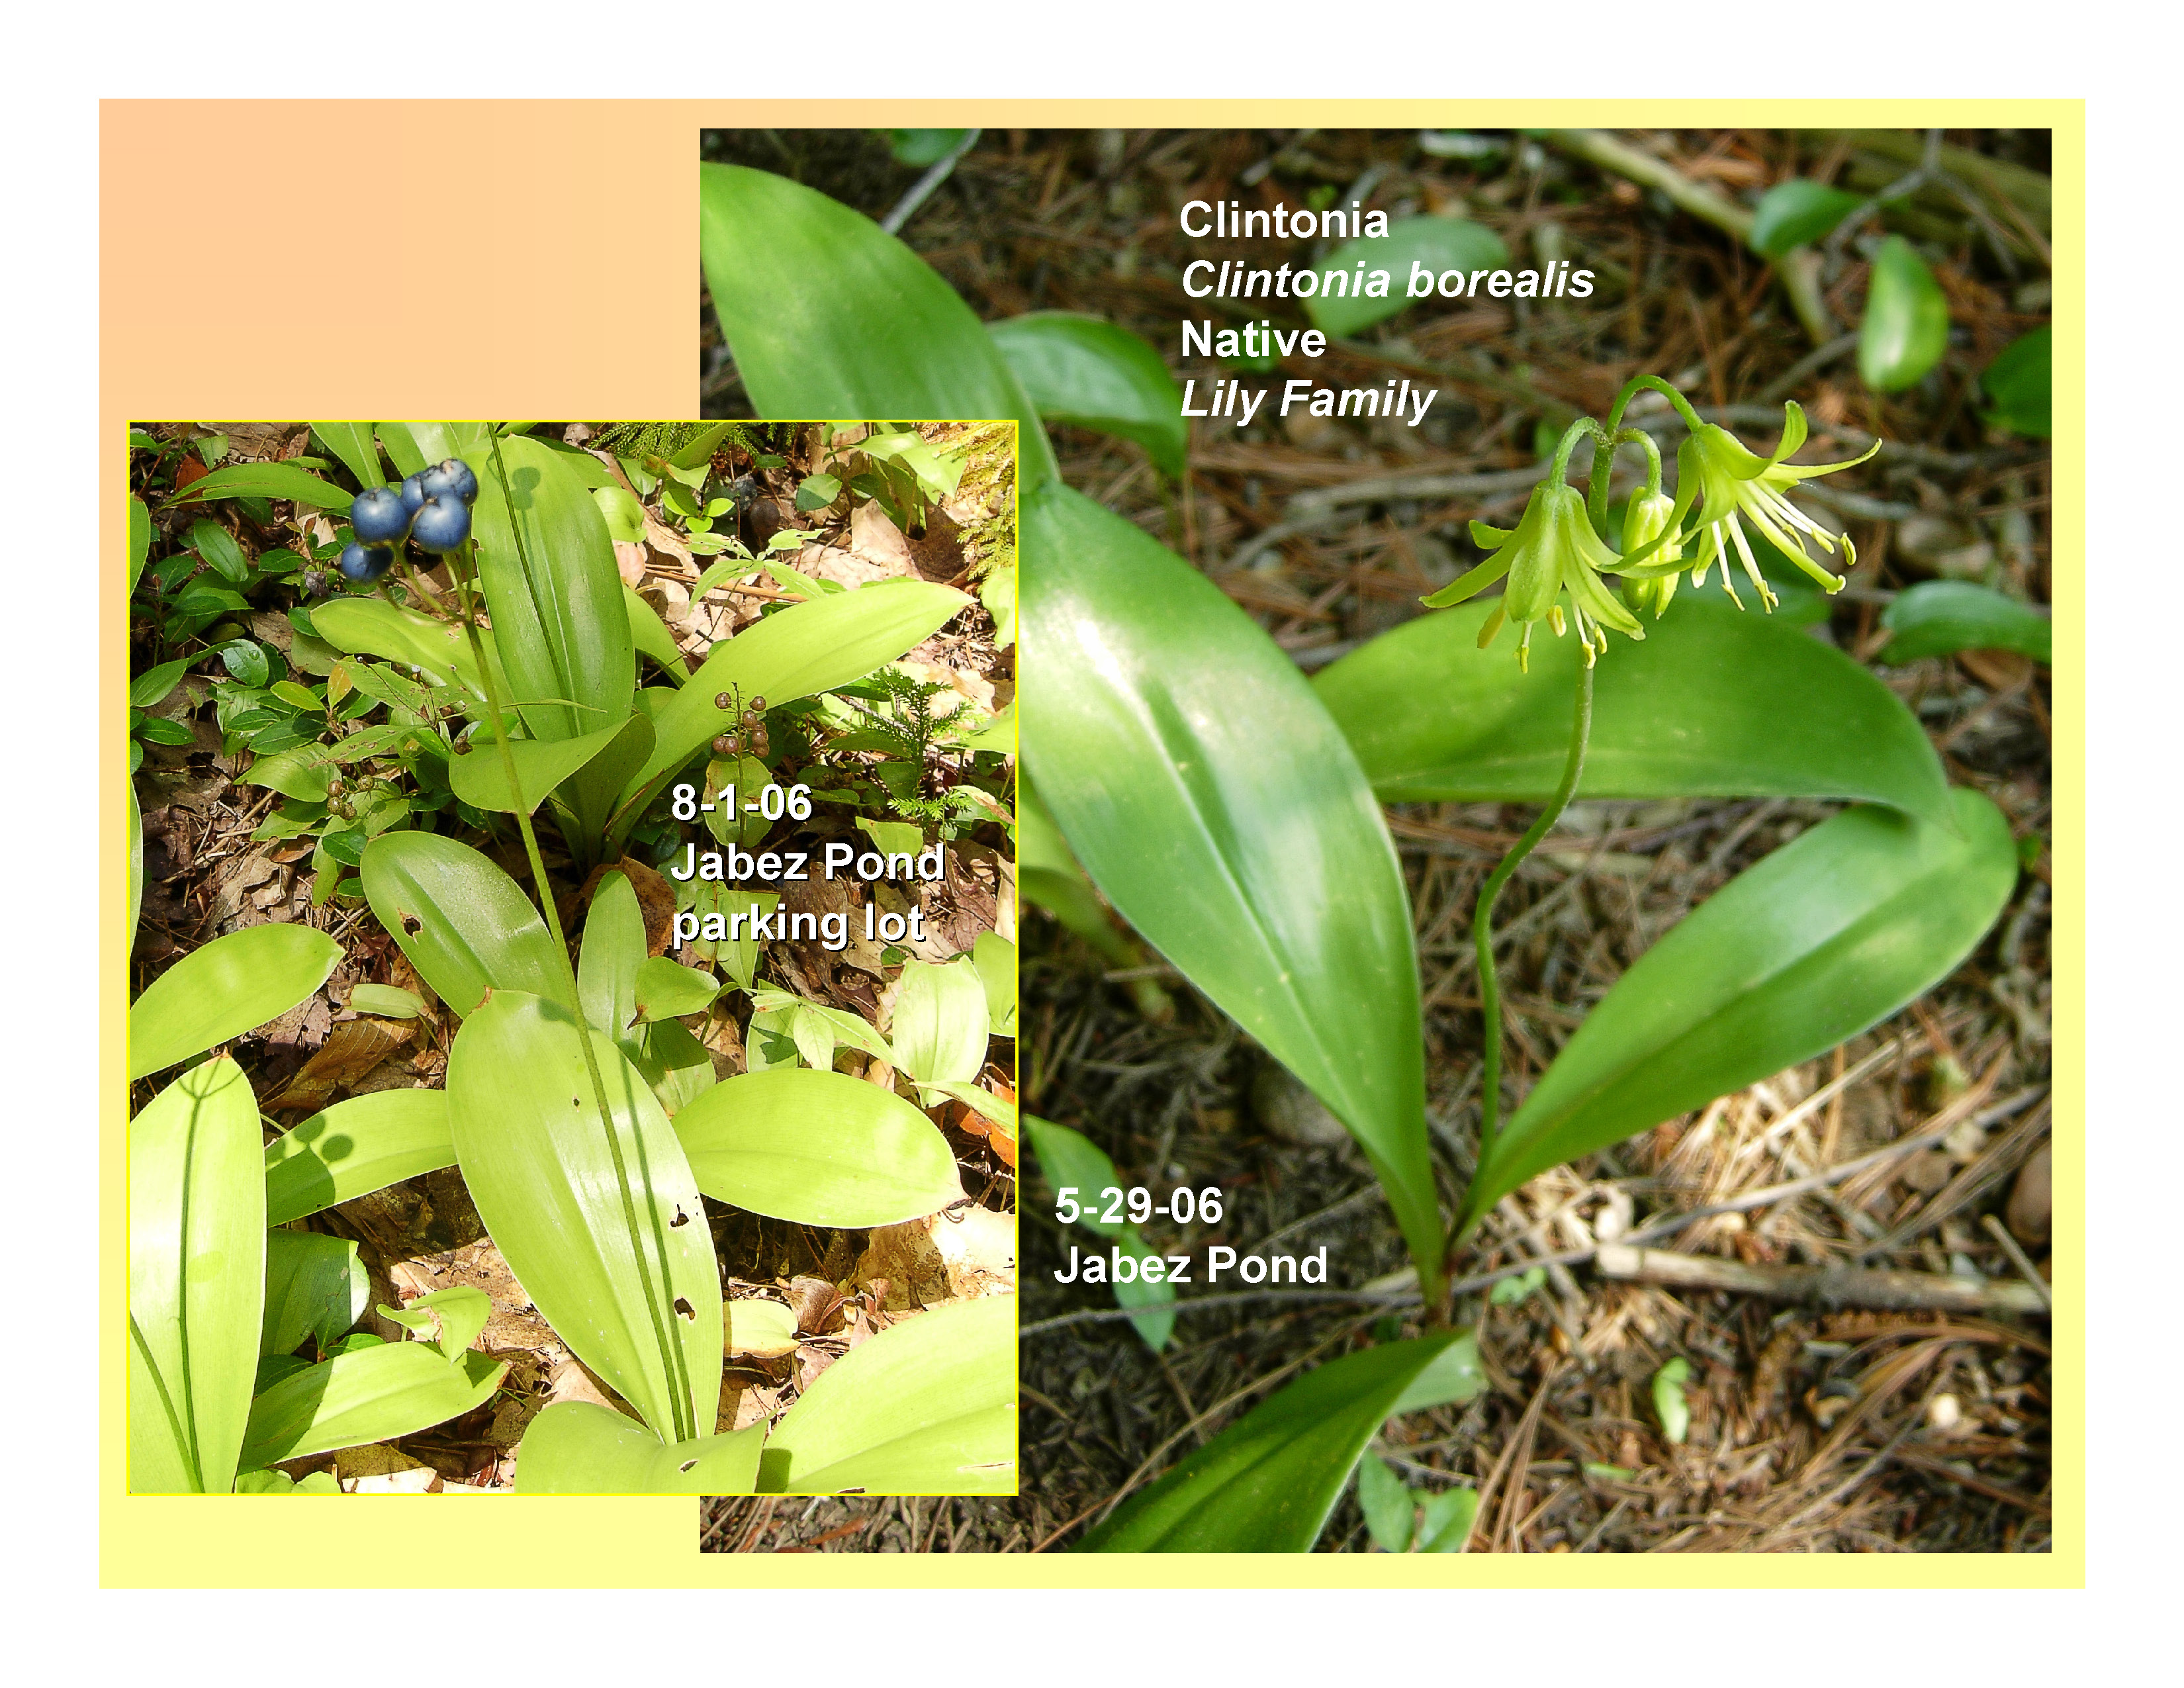 Clintonia
Clintonia borealis
Native
Lily Family
8-1-06
Jabez Pond
parking lot
5-29-06
Jabez Pond